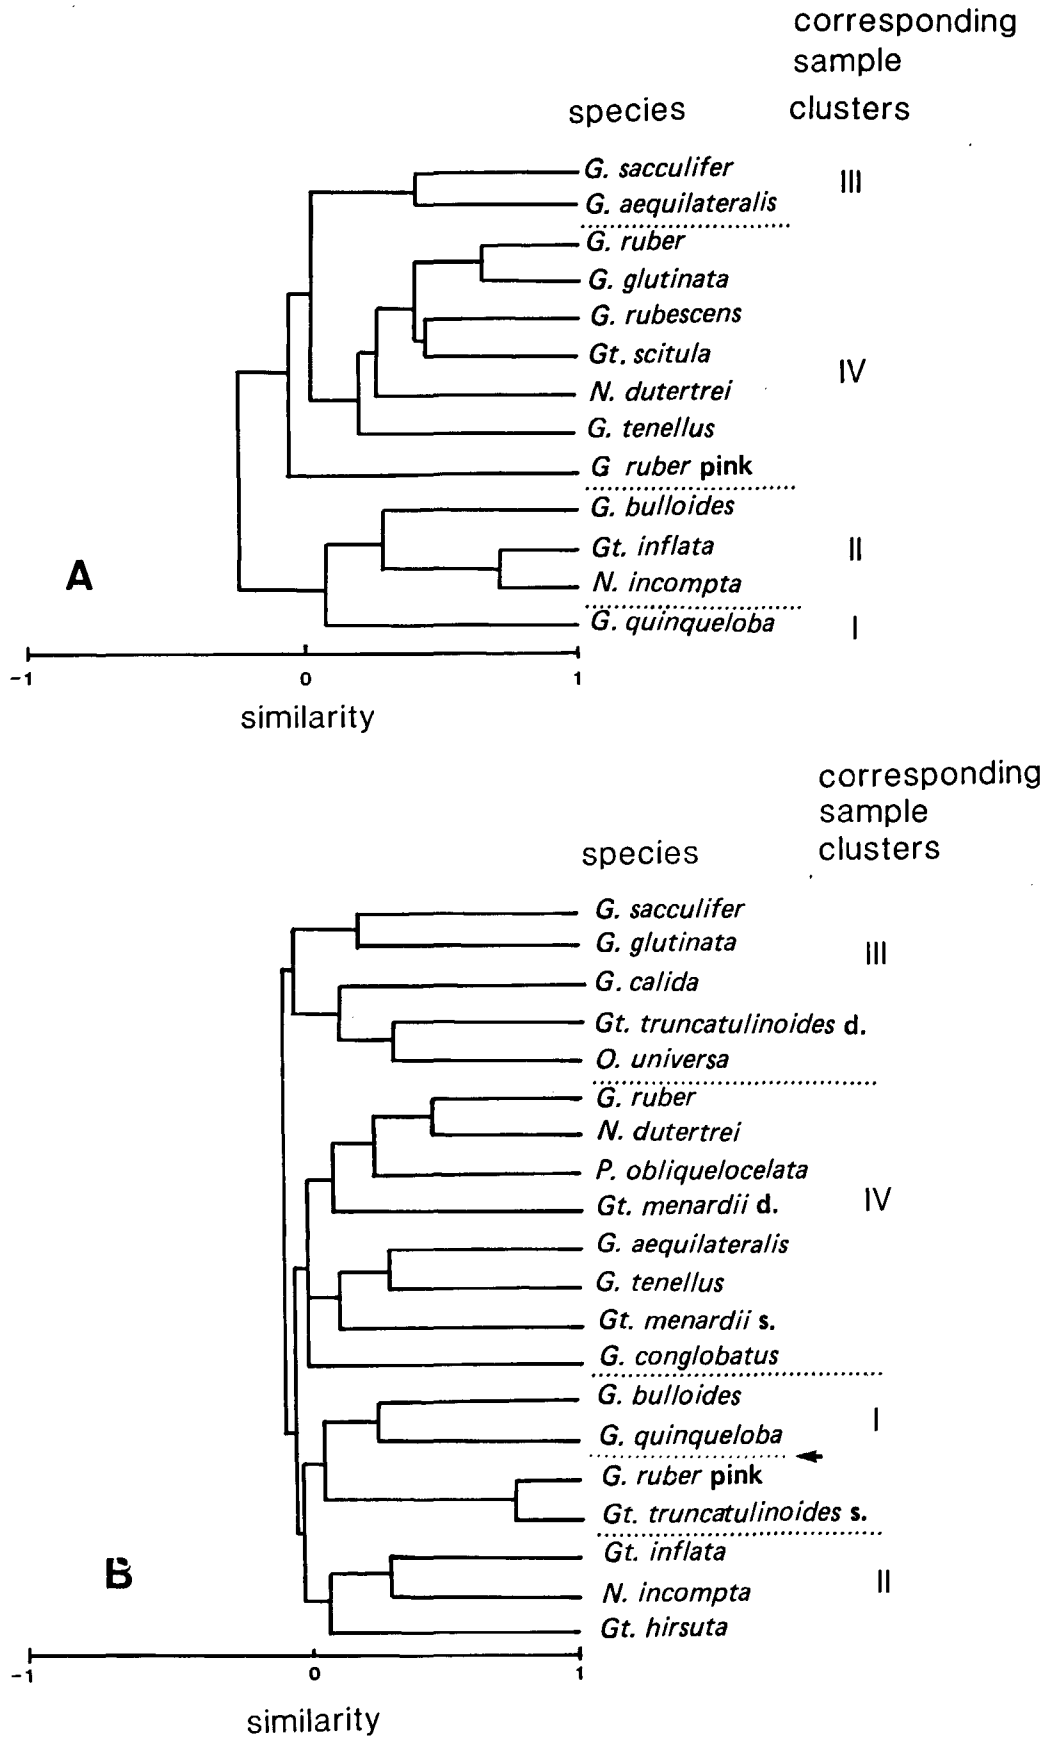 corresponding
sample
species clusters
G. sacculifer III
G. aequilateralis
G. ruber
G. glutinata
G. rubescens
Gt. scitula
IV
N. dutertrei
G. tenellus
G ruber pink
G. bulloides
Gt. inflata II
A
N. incompta
G. quinqueloba I
-1 0 1
similarity
corresponding
sample
species clusters
G. sacculifer
G. glutinata III
G. calida
Gt. truncatulinoides d.
O. universa
G. ruber
N. dutertrei
P. obliquelocelata
Gt. menardii d. IV
G. aequilateralis
G. tenellus
Gt. menardii s.
G. conglobatus
G. bulloides
I
G. quinqueloba
G. ruber pink
Gt. truncatulinoides s.
Gt. inflata
B II
N. incompta
Gt. hirsuta
-1 0 1
similarity